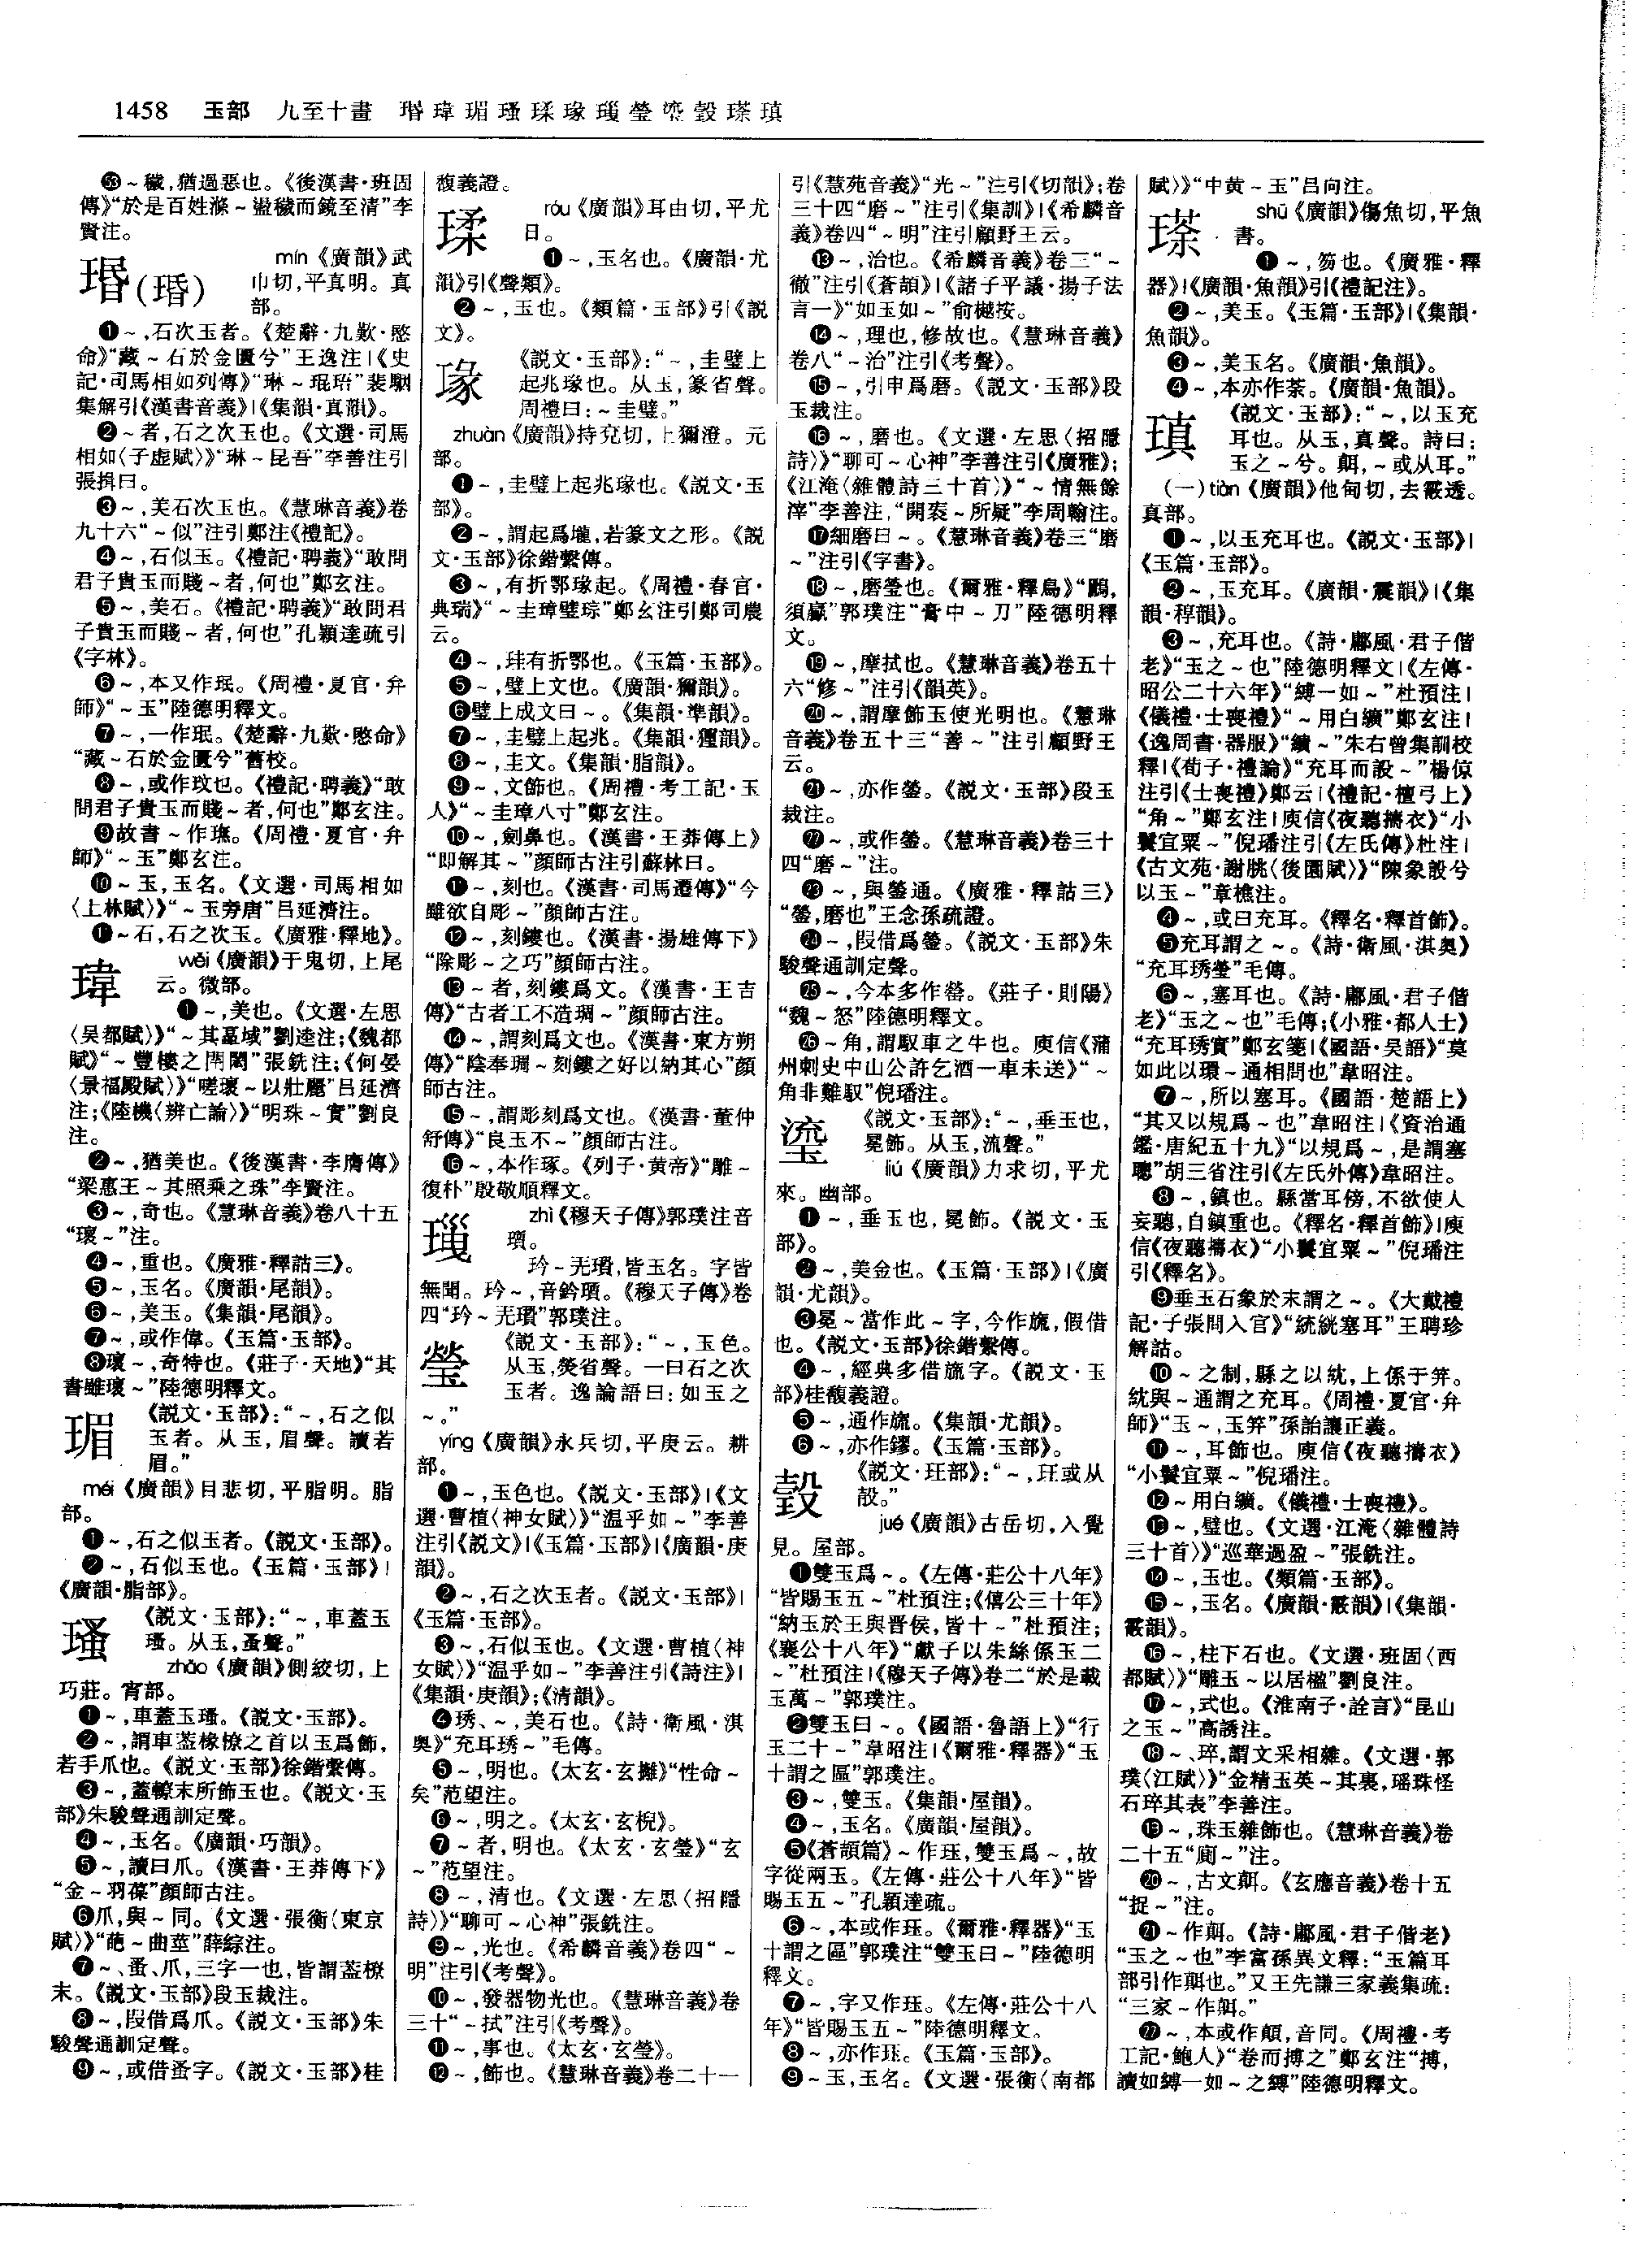 1458 玉部 九至十畫 瑉瑋瑂瑵瑈瑑㻪瑩瑬瑴瑹瑱
53～穢,猶過惡也。《後漢書·班固
傳》“於是百姓滌～盪穢而鏡至清”李
賢注。
瑉(瑉)
mín《廣韻》武
巾切,平真明。真
部。
❶～,石次玉者。《楚辭·九歎·愍
命》“藏～石於金匱兮”王逸注|《史
記·司馬相如列傳》“琳～琨珸”裴駰
集解引《漢書音義》|《集韻·真韻》。
❷～者,石之次玉也。《文選·司馬
相如〈子虛賦〉》“琳～昆吾”李善注引
張揖曰。
❸～,美石次玉也。《慧琳音義》卷
九十六“～似”注引鄭注《禮記》。
❹～,石似玉。《禮記·聘義》“敢問
君子貴玉而賤～者,何也”鄭玄注。
❺～,美石。《禮記·聘義》“敢問君
子貴玉而賤～者,何也”孔穎達疏引
《字林》。
❻～,本又作珉。《周禮·夏官·弁
師》“～玉”陸德明釋文。
❼～,一作珉。《楚辭·九歎·愍命》
“藏～石於金匱兮”舊校。
❽～,或作玟也。《禮記·聘義》“敢
問君子貴玉而賤～者,何也”鄭玄注。
❾故書～作璑。《周禮·夏官·弁
師》“～玉”鄭玄注。
❿～玉,玉名。《文選·司馬相如
〈上林賦〉》“～玉旁唐”呂延濟注。
⓫～石,石之次玉。《廣雅·釋地》。
瑋
wěi《廣韻》于鬼切,上尾
云。微部。
❶～,美也。《文選·左思
〈吳都賦〉》“～其區域”劉逵注;《魏都
賦》“～豐樓之閈閎”張銑注;《何晏
〈景福殿賦〉》“嗟瓌～以壯麗”呂延濟
注;《陸機〈辨亡論〉》“明珠～寶”劉良
注。
❷～,猶美也。《後漢書·李膺傳》
“梁惠王～其照乘之珠”李賢注。
❸～,奇也。《慧琳音義》卷八十五
“瓌～”注。
❹～,重也。《廣雅·釋詁三》。
❺～,玉名。《廣韻·尾韻》。
❻～,美玉。《集韻·尾韻》。
❼～,或作偉。《玉篇·玉部》。
❽瓌～,奇特也。《莊子·天地》“其
書雖瓌～”陸德明釋文。
瑂
《説文·玉部》:“～,石之似
玉者。从玉,眉聲。讀若
眉。”
méi《廣韻》目悲切,平脂明。脂
部。
❶～,石之似玉者。《説文·玉部》。
❷～,石似玉也。《玉篇·玉部》|
《廣韻·脂部》。
瑵
《説文·玉部》:“～,車蓋玉
瑵。从玉,蚤聲。”
zhǎo《廣韻》側絞切,上
巧莊。宵部。
❶～,車蓋玉瑵。《説文·玉部》。
❷～,謂車蓋椽橑之首以玉爲飾,
若手爪也。《説文·玉部》徐鍇繫傳。
❸～,蓋轑末所飾玉也。《説文·玉
部》朱駿聲通訓定聲。
❹～,玉名。《廣韻·巧韻》。
❺～,讀曰爪。《漢書·王莽傳下》
“金～羽葆”顏師古注。
❻爪,與～同。《文選·張衡〈東京
賦〉》“葩～曲莖”薛綜注。
❼～、蚤、爪,三字一也,皆謂蓋橑
末。《説文·玉部》段玉裁注。
❽～,叚借爲爪。《説文·玉部》朱
駿聲通訓定聲。
❾～,或借蚤字。《説文·玉部》桂
馥義證。
瑈
róu《廣韻》耳由切,平尤
日。
❶～,玉名也。《廣韻·尤
韻》引《聲類》。
❷～,玉也。《類篇·玉部》引《説
文》。
瑑
《説文·玉部》:“～,圭璧上
起兆瑑也。从玉,篆省聲。
周禮曰:～圭璧。”
zhuàn《廣韻》持兗切,上獮澄。元
部。
❶～,圭璧上起兆瑑也。《説文·玉
部》。
❷～,謂起爲壠,若篆文之形。《説
文·玉部》徐鍇繫傳。
❸～,有折鄂瑑起。《周禮·春官·
典瑞》“～圭璋璧琮”鄭玄注引鄭司農
云。
❹～,珪有折鄂也。《玉篇·玉部》。
❺～,璧上文也。《廣韻·獮韻》。
❻璧上成文曰～。《集韻·準韻》。
❼～,圭璧上起兆。《集韻·獮韻》。
❽～,圭文。《集韻·脂韻》。
❾～,文飾也。《周禮·考工記·玉
人》“～圭璋八寸”鄭玄注。
❿～,劍鼻也。《漢書·王莽傳上》
“即解其～”顏師古注引蘇林曰。
⓫～,刻也。《漢書·司馬遷傳》“今
雖欲自彫～”顏師古注。
⓬～,刻鏤也。《漢書·揚雄傳下》
“除彫～之巧”顏師古注。
⓭～者,刻鏤爲文。《漢書·王吉
傳》“古者工不造琱～”顏師古注。
⓮～,謂刻爲文也。《漢書·東方朔
傳》“陰奉琱～刻鏤之好以納其心”顏
師古注。
⓯～,謂彫刻爲文也。《漢書·董仲
舒傳》“良玉不～”顏師古注。
⓰～,本作琢。《列子·黃帝》“雕～
復朴”殷敬順釋文。
㻪
zhì《穆天子傳》郭璞注音
瓆。
玪～旡瓆,皆玉名。字皆
無聞。玪～,音鈐瓆。《穆天子傳》卷
四“玪～旡瓆”郭璞注。
瑩
《説文·玉部》:“～,玉色。
从玉,熒省聲。一曰石之次
玉者。逸論語曰:如玉之
～。”
yíng《廣韻》永兵切,平庚云。耕
部。
❶～,玉色也。《説文·玉部》|《文
選·曹植〈神女賦〉》“温乎如～”李善
注引《説文》|《玉篇·玉部》|《廣韻·庚
韻》。
❷～,石之次玉者。《説文·玉部》|
《玉篇·玉部》。
❸～,石似玉也。《文選·曹植〈神
女賦〉》“温乎如～”李善注引《詩注》|
《集韻·庚韻》;《清韻》。
❹琇、～,美石也。《詩·衛風·淇
奧》“充耳琇～”毛傳。
❺～,明也。《太玄·玄攡》“性命～
矣”范望注。
❻～,明之。《太玄·玄棿》。
❼～者,明也。《太玄·玄瑩》“玄
～”范望注。
❽～,清也。《文選·左思〈招隱
詩〉》“聊可～心神”張銑注。
❾～,光也。《希麟音義》卷四“～
明”注引《考聲》。
❿～,發器物光也。《慧琳音義》卷
三十“～拭”注引《考聲》。
⓫～,事也。《太玄·玄瑩》。
⓬～,飾也。《慧琳音義》卷二十一
引《慧苑音義》“光～”注引《切韻》;卷
三十四“磨～”注引《集訓》|《希麟音
義》卷四“～明”注引顧野王云。
⓭～,治也。《希麟音義》卷三“～
徹”注引《蒼頡》|《諸子平議·揚子法
言一》“如玉如～”俞樾按。
⓮～,理也,修故也。《慧琳音義》
卷八“～治”注引《考聲》。
⓯～,引申爲磨。《説文·玉部》段
玉裁注。
⓰～,磨也。《文選·左思〈招隱
詩〉》“聊可～心神”李善注引《廣雅》;
《江淹〈雜體詩三十首〉》“～情無餘
滓”李善注,“開袠～所疑”李周翰注。
⓱細磨曰～。《慧琳音義》卷三“磨
～”注引《字書》。
⓲～,磨瑩也。《爾雅·釋鳥》“鷉,
須鸁”郭璞注“膏中～刀”陸德明釋
文。
⓳～,摩拭也。《慧琳音義》卷五十
六“修～”注引《韻英》。
⓴～,謂摩飾玉使光明也。《慧琳
音義》卷五十三“善～”注引顧野王
云。
21～,亦作鎣。《説文·玉部》段玉
裁注。
22～,或作鎣。《慧琳音義》卷三十
四“磨～”注。
23～,與鎣通。《廣雅·釋詁三》
“鎣,磨也”王念孫疏證。
24～,叚借爲鎣。《説文·玉部》朱
駿聲通訓定聲。
25～,今本多作罃。《莊子·則陽》
“魏～怒”陸德明釋文。
26～角,謂馭車之牛也。庾信《蒲
州刺史中山公許乞酒一車未送》“～
角非難馭”倪璠注。
瑬
《説文·玉部》:“～,垂玉也,
冕飾。从玉,流聲。”
liú《廣韻》力求切,平尤
來。幽部。
❶～,垂玉也,冕飾。《説文·玉
部》。
❷～,美金也。《玉篇·玉部》|《廣
韻·尤韻》。
❸冕～當作此～字,今作旒,假借
也。《説文·玉部》徐鍇繫傳。
❹～,經典多借旒字。《説文·玉
部》桂馥義證。
❺～,通作旒。《集韻·尤韻》。
❻～,亦作鏐。《玉篇·玉部》。
瑴
《説文·玨部》:“～,玨或从
㱿。”
jué《廣韻》古岳切,入覺
見。屋部。
❶雙玉爲～。《左傳·莊公十八年》
“皆賜玉五～”杜預注;《僖公三十年》
“納玉於王與晉侯,皆十～”杜預注;
《襄公十八年》“獻子以朱絲係玉二
～”杜預注|《穆天子傳》卷二“於是載
玉萬～”郭璞注。
❷雙玉曰～。《國語·魯語上》“行
玉二十～”韋昭注|《爾雅·釋器》“玉
十謂之區”郭璞注。
❸～,雙玉。《集韻·屋韻》。
❹～,玉名。《廣韻·屋韻》。
❺《蒼頡篇》～作珏,雙玉爲～,故
字從兩玉。《左傳·莊公十八年》“皆
賜玉五～”孔穎達疏。
❻～,本或作珏。《爾雅·釋器》“玉
十謂之區”郭璞注“雙玉曰～”陸德明
釋文。
❼～,字又作珏。《左傳·莊公十八
年》“皆賜玉五～”陸德明釋文。
❽～,亦作玨。《玉篇·玉部》。
❾～玉,玉名。《文選·張衡〈南都
賦〉》“中黃～玉”呂向注。
瑹
shū《廣韻》傷魚切,平魚
書。
❶～,笏也。《廣雅·釋
器》|《廣韻·魚韻》引《禮記注》。
❷～,美玉。《玉篇·玉部》|《集韻·
魚韻》。
❸～,美玉名。《廣韻·魚韻》。
❹～,本亦作荼。《廣韻·魚韻》。
瑱
《説文·玉部》:“～,以玉充
耳也。从玉,真聲。詩曰:
玉之～兮。䎳,～或从耳。”
(一)tiàn《廣韻》他甸切,去霰透。
真部。
❶～,以玉充耳也。《説文·玉部》|
《玉篇·玉部》。
❷～,玉充耳。《廣韻·震韻》|《集
韻·稕韻》。
❸～,充耳也。《詩·鄘風·君子偕
老》“玉之～也”陸德明釋文|《左傳·
昭公二十六年》“縛一如～”杜預注|
《儀禮·士喪禮》“～用白纊”鄭玄注|
《逸周書·器服》“繢～”朱右曾集訓校
釋|《荀子·禮論》“充耳而設～”楊倞
注引《士喪禮》鄭云|《禮記·檀弓上》
“角～”鄭玄注|庾信《夜聽擣衣》“小
鬟宜粟～”倪璠注引《左氏傳》杜注|
《古文苑·謝朓〈後園賦〉》“陳象設兮
以玉～”章樵注。
❹～,或曰充耳。《釋名·釋首飾》。
❺充耳謂之～。《詩·衛風·淇奧》
“充耳琇瑩”毛傳。
❻～,塞耳也。《詩·鄘風·君子偕
老》“玉之～也”毛傳;《小雅·都人士》
“充耳琇實”鄭玄箋|《國語·吳語》“莫
如此以環～通相問也”韋昭注。
❼～,所以塞耳。《國語·楚語上》
“其又以規爲～也”韋昭注|《資治通
鑑·唐紀五十九》“以規爲～,是謂塞
聰”胡三省注引《左氏外傳》韋昭注。
❽～,鎮也。縣當耳傍,不欲使人
妄聽,自鎮重也。《釋名·釋首飾》|庾
信《夜聽擣衣》“小鬟宜粟～”倪璠注
引《釋名》。
❾垂玉石象於末謂之～。《大戴禮
記·子張問入官》“統絖塞耳”王聘珍
解詁。
❿～之制,縣之以紞,上係于笄。
紞與～通謂之充耳。《周禮·夏官·弁
師》“玉～,玉笄”孫詒讓正義。
⓫～,耳飾也。庾信《夜聽擣衣》
“小鬟宜粟～”倪璠注。
⓬～用白纊。《儀禮·士喪禮》。
⓭～,璧也。《文選·江淹〈雜體詩
三十首〉》“巡華過盈～”張銑注。
⓮～,玉也。《類篇·玉部》。
⓯～,玉名。《廣韻·霰韻》|《集韻·
霰韻》。
⓰～,柱下石也。《文選·班固〈西
都賦〉》“雕玉～以居楹”劉良注。
⓱～,式也。《淮南子·詮言》“昆山
之玉～”高誘注。
⓲～、琗,謂文采相雜。《文選·郭
璞〈江賦〉》“金精玉英～其裏,瑶珠怪
石琗其表”李善注。
⓳～,珠玉雜飾也。《慧琳音義》卷
二十五“廁～”注。
⓴～,古文䎳。《玄應音義》卷十五
“捉～”注。
21～作䎳。《詩·鄘風·君子偕老》
“玉之～也”李富孫異文釋:“玉篇耳
部引作䎳也。”又王先謙三家義集疏:
“三家～作䎳。”
22～,本或作顛,音同。《周禮·考
工記·鮑人》“卷而摶之”鄭玄注“摶,
讀如縛一如～之縛”陸德明釋文。